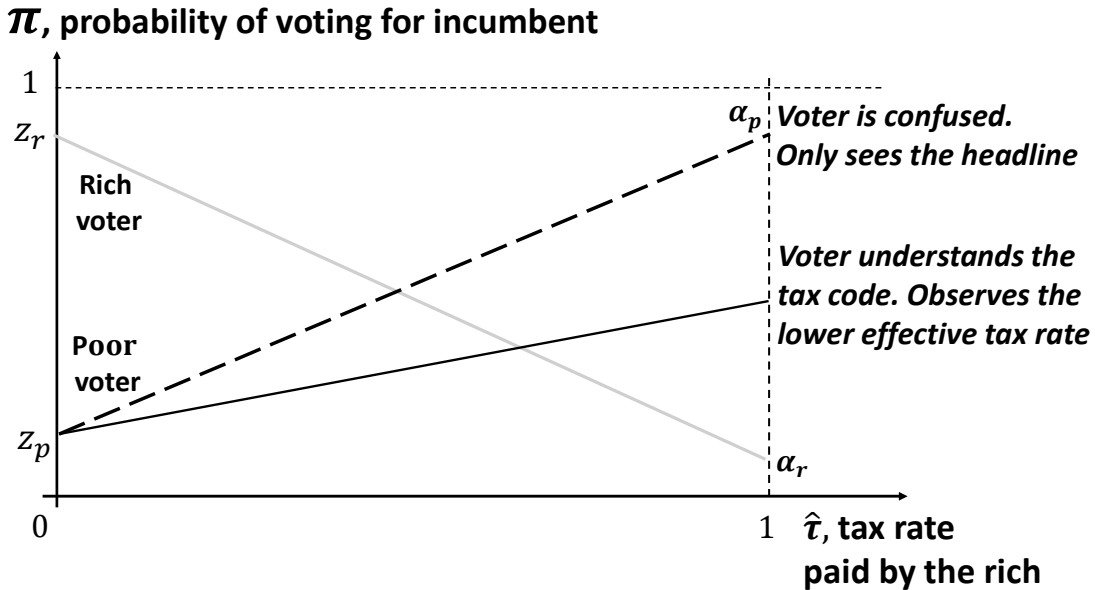 𝝅, probability of voting for incumbent
1
z_r
α_p
Voter is confused.
Only sees the headline
Rich
voter
Voter understands the
tax code. Observes the
lower effective tax rate
Poor
voter
z_p
α_r
0
1
τ̂, tax rate
paid by the rich